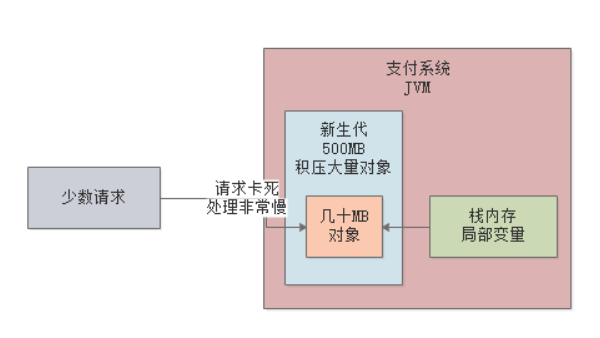 支付系统
JVM
新生代
500MB
积压大量对象
少数请求
请求卡死
处理非常慢
几十MB
对象
栈内存
局部变量